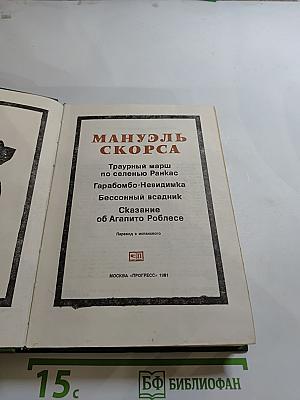 МАНУЭЛЬ
СКОРСА
Траурный марш
по селенью Ранкас
Гарабомбо-Невидимка
Бессонный всадник
Сказание
об Агапито Роблесе
Перевод с испанского
МОСКВА «ПРОГРЕСС» 1981
15с
БФ БИБЛИОФАН